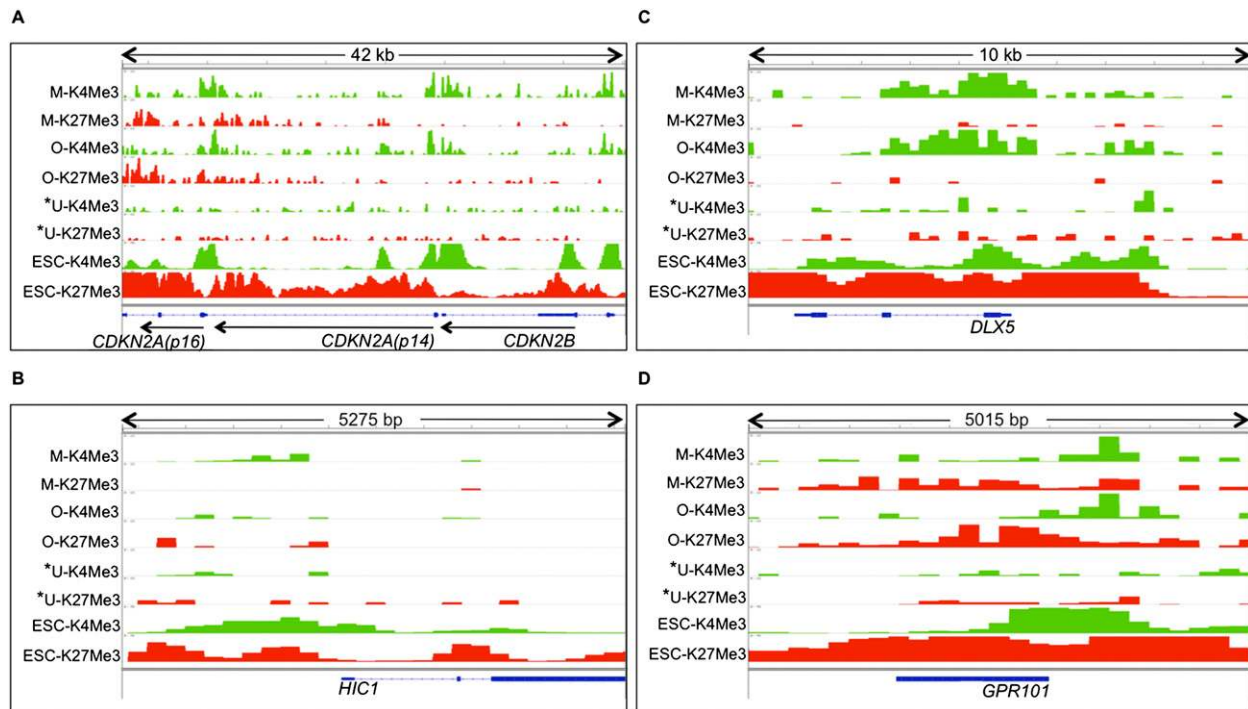 A
42 kb
M-K4Me3
M-K27Me3
O-K4Me3
O-K27Me3
*U-K4Me3
*U-K27Me3
ESC-K4Me3
ESC-K27Me3
CDKN2A(p16) CDKN2A(p14) CDKN2B
B
5275 bp
M-K4Me3
M-K27Me3
O-K4Me3
O-K27Me3
*U-K4Me3
*U-K27Me3
ESC-K4Me3
ESC-K27Me3
HIC1
C
10 kb
M-K4Me3
M-K27Me3
O-K4Me3
O-K27Me3
*U-K4Me3
*U-K27Me3
ESC-K4Me3
ESC-K27Me3
DLX5
D
5015 bp
M-K4Me3
M-K27Me3
O-K4Me3
O-K27Me3
*U-K4Me3
*U-K27Me3
ESC-K4Me3
ESC-K27Me3
GPR101